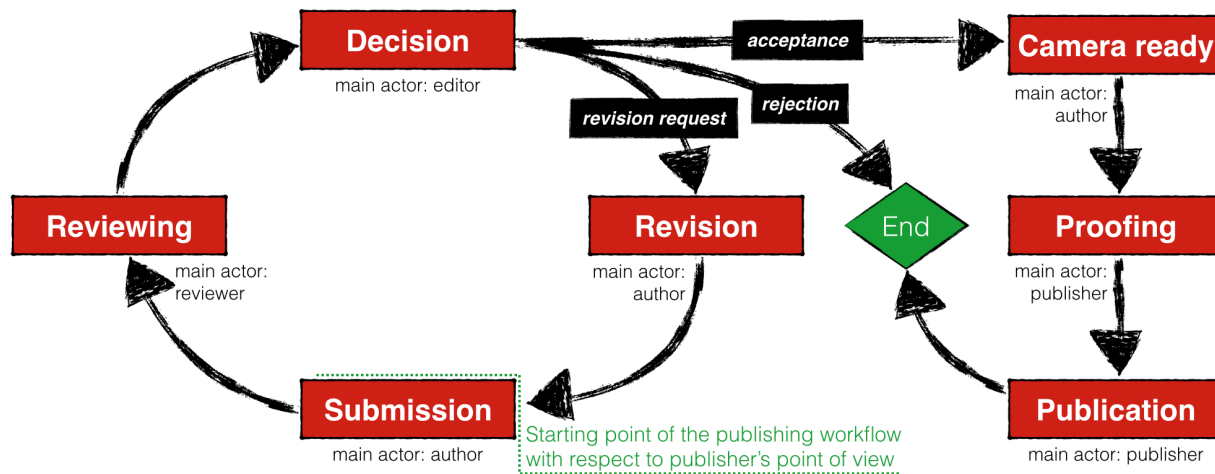 Decision
main actor: editor
acceptance
rejection
revision request
Camera ready
main actor:
author
Reviewing
main actor:
reviewer
Revision
main actor:
author
End
Proofing
main actor:
publisher
Submission
main actor: author
Starting point of the publishing workflow
with respect to publisher's point of view
Publication
main actor: publisher